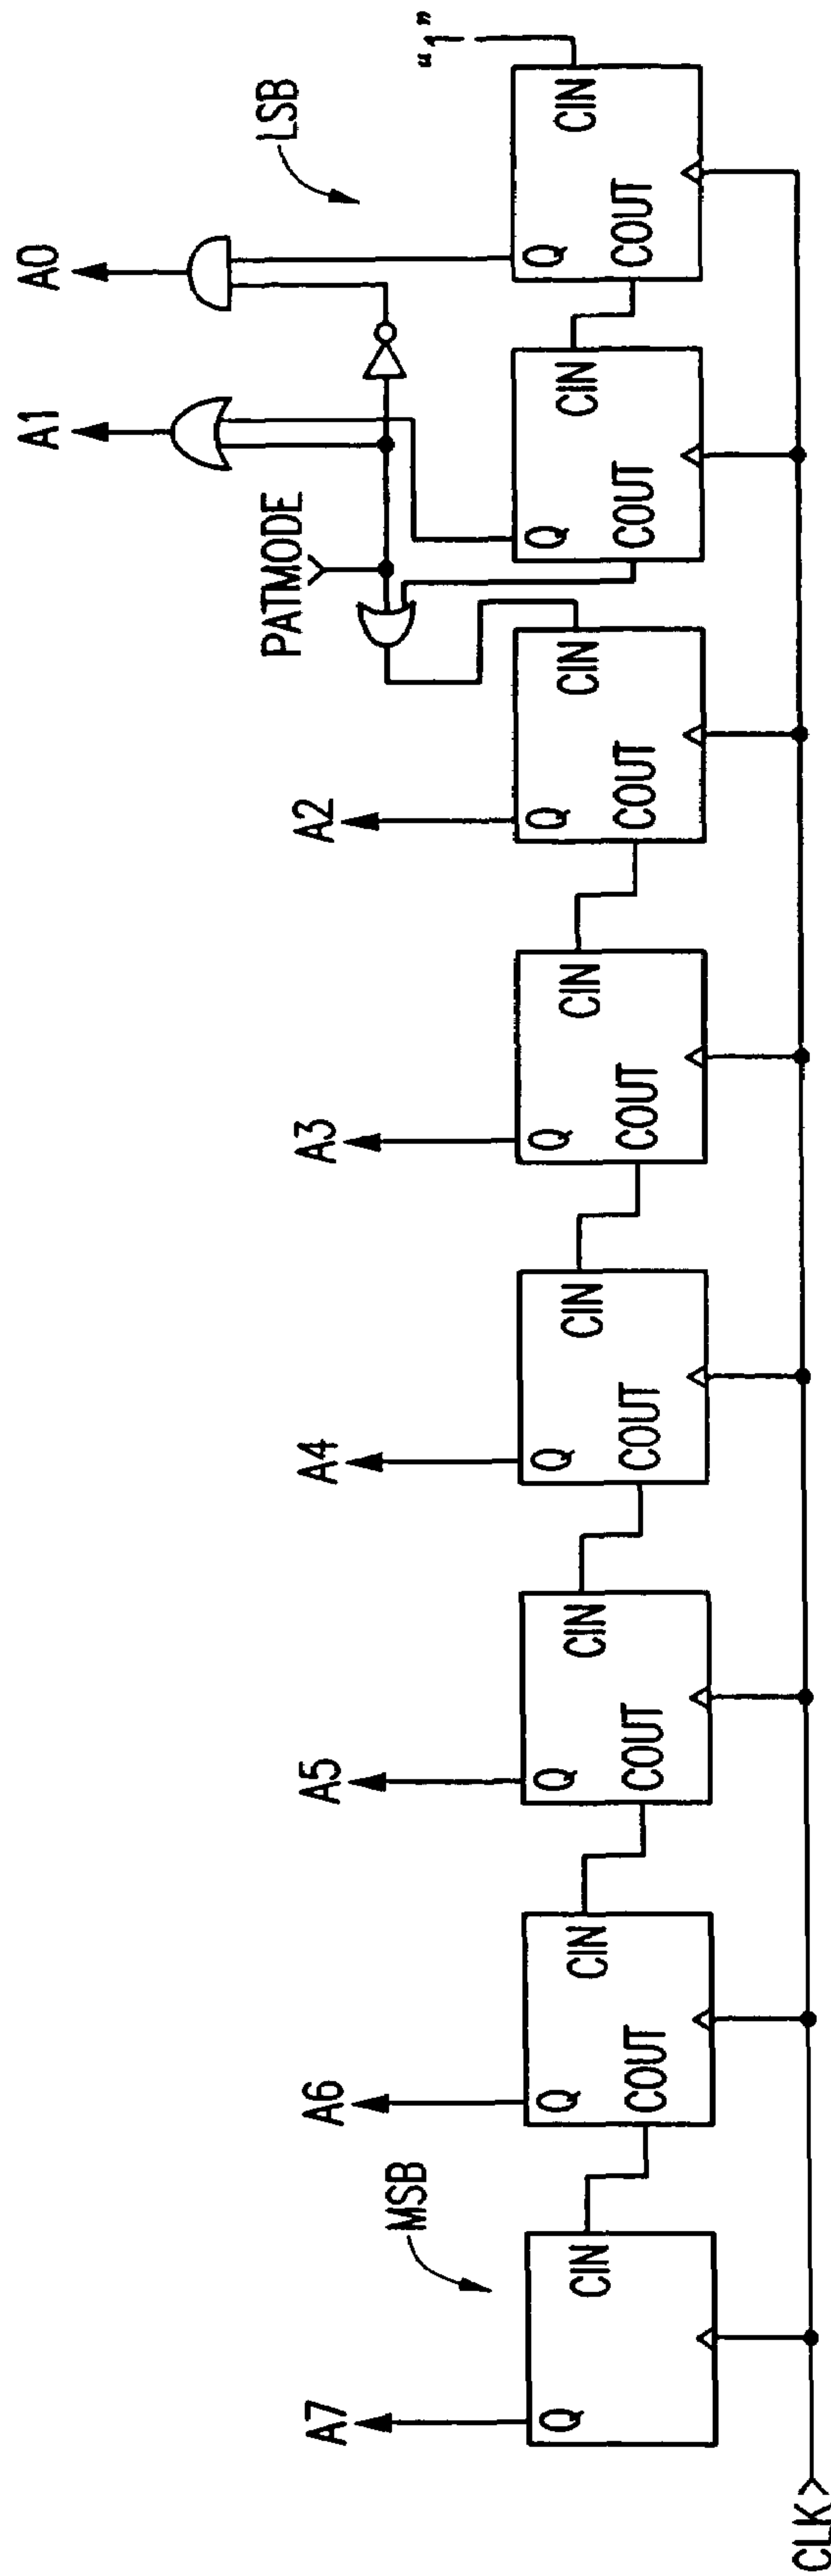 A7
A6
A5
A4
A3
A2
PATMODE
A1
A0
MSB
LSB
"1"
Q
CIN
Q
CIN
COUT
Q
CIN
COUT
Q
CIN
COUT
Q
CIN
COUT
Q
CIN
COUT
Q
CIN
COUT
Q
CIN
COUT
CLK